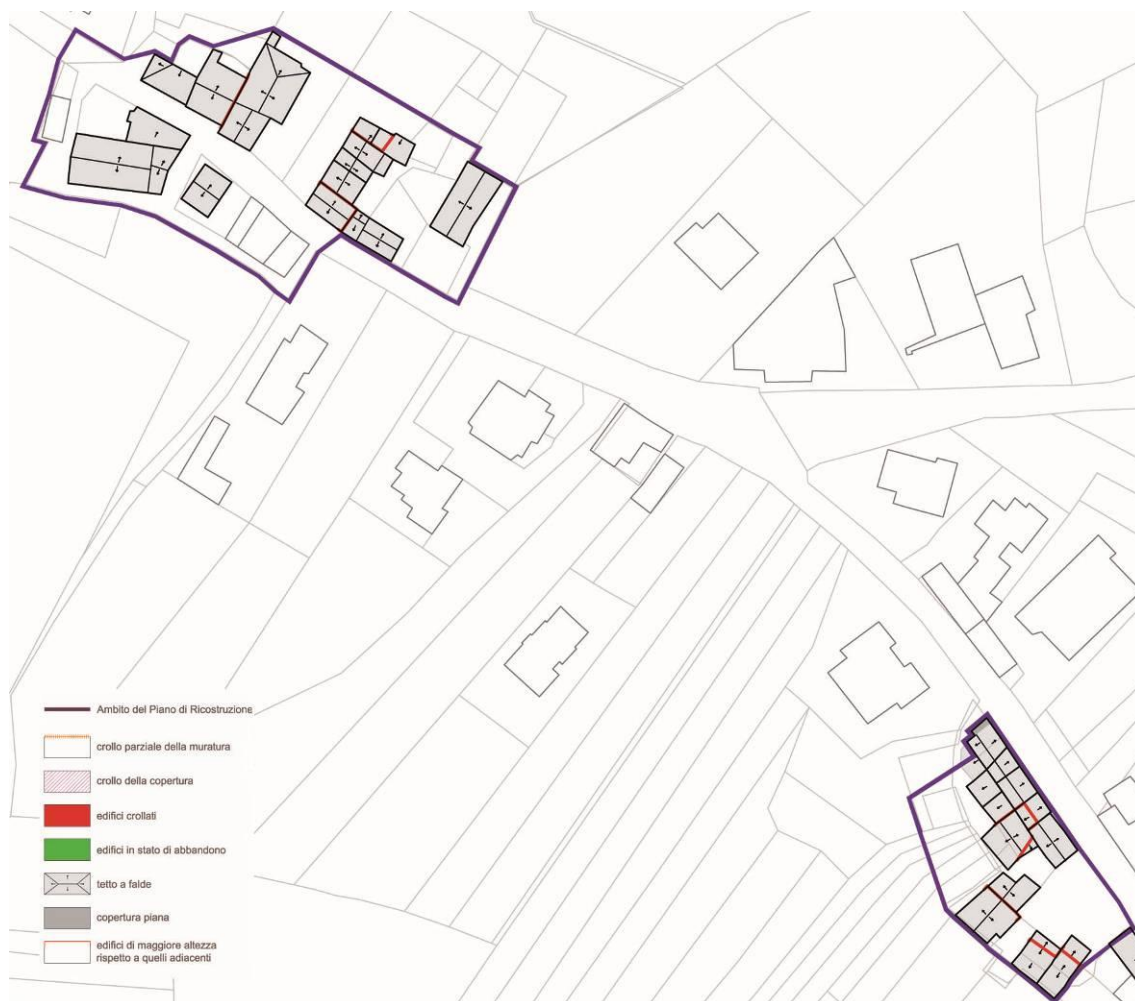 Ambito del Piano di Ricostruzione
crollo parziale della muratura
crollo della copertura
edifici crollati
edifici in stato di abbandono
tetto a falde
copertura piana
edifici di maggiore altezza
rispetto a quelli adiacenti